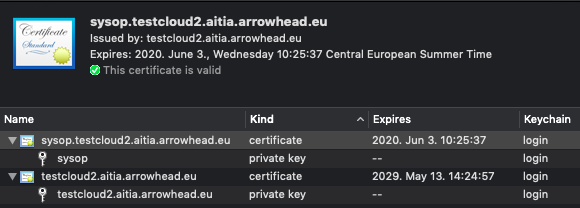 Certificate
Standard
sysop.testcloud2.aitia.arrowhead.eu
Issued by: testcloud2.aitia.arrowhead.eu
Expires: 2020. June 3., Wednesday 10:25:37 Central European Summer Time
This certificate is valid
Name Kind Expires Keychain
sysop.testcloud2.aitia.arrowhead.eu certificate 2020. Jun 3. 10:25:37 login
sysop private key -- login
testcloud2.aitia.arrowhead.eu certificate 2029. May 13. 14:24:57 login
testcloud2.aitia.arrowhead.eu private key -- login